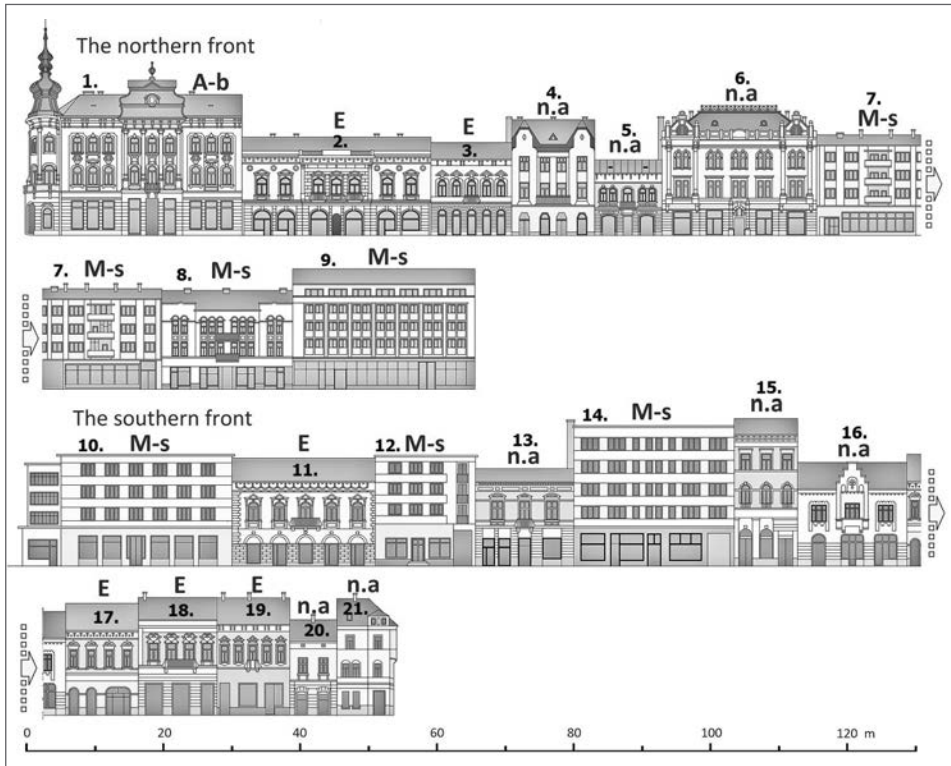 The northern front
1. A-b
E
2.
E
3.
4.
n.a
5.
n.a
6.
n.a
7.
M-s
7. M-s
8. M-s
9. M-s
The southern front
10. M-s
E
11.
12. M-s
13.
n.a
14. M-s
15.
n.a
16.
n.a
E
17.
E
18.
E
19.
n.a
20.
n.a
21.
0 20 40 60 80 100 120 m